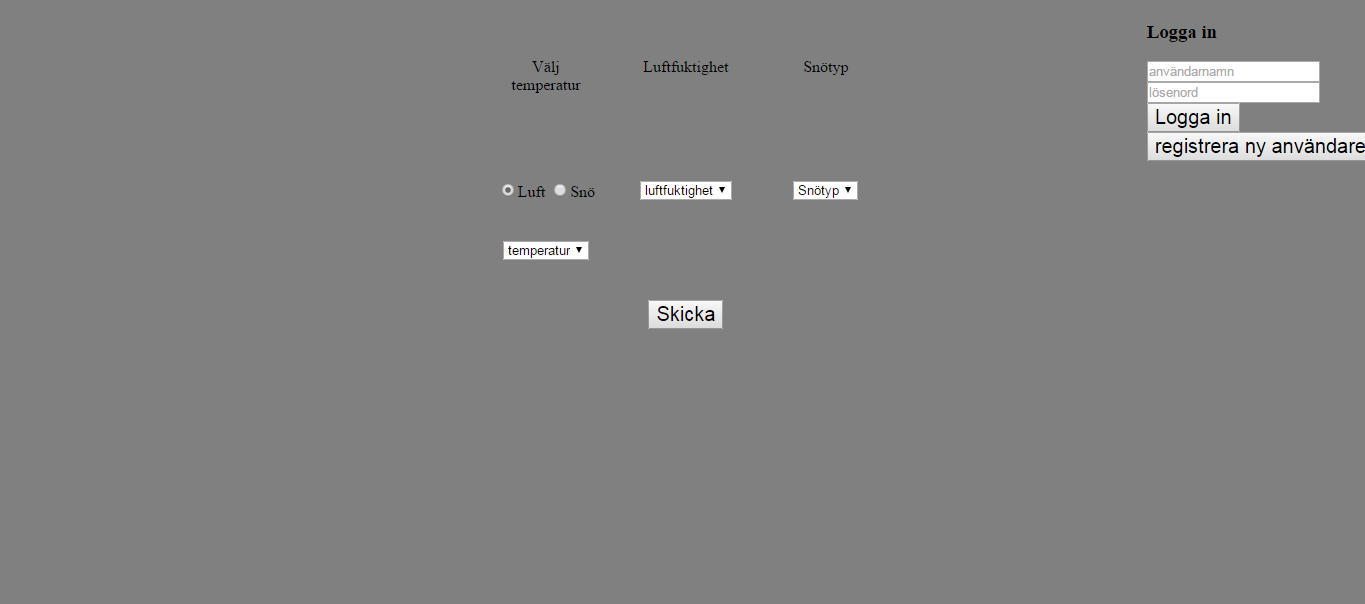 Logga in
Välj
temperatur
Luftfuktighet
Snötyp
användarnamn
lösenord
Logga in
registrera ny användare
Luft Snö
luftfuktighet
Snötyp
temperatur
Skicka